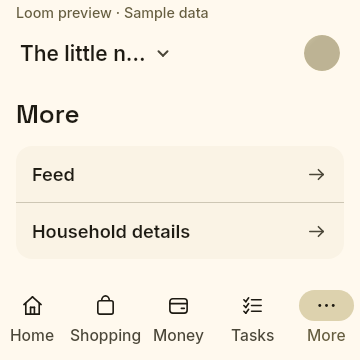 Loom preview · Sample data
The little n...
More
Feed
Household details
Home Shopping Money Tasks More